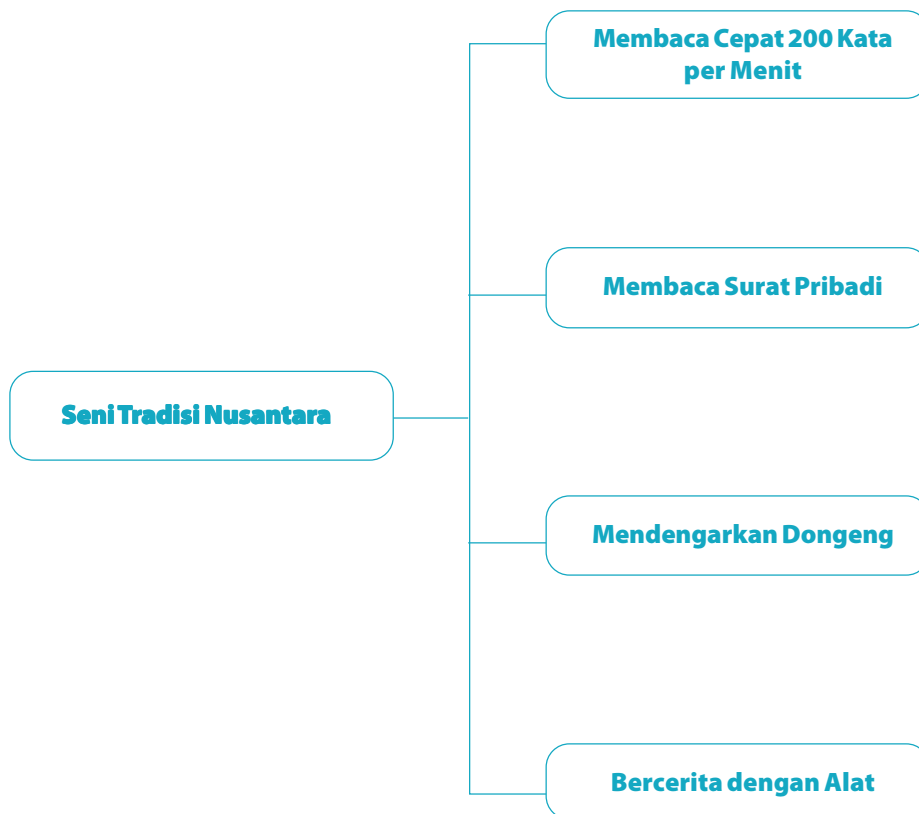 Membaca Cepat 200 Kata
per Menit
Membaca Surat Pribadi
Seni Tradisi Nusantara
Mendengarkan Dongeng
Bercerita dengan Alat